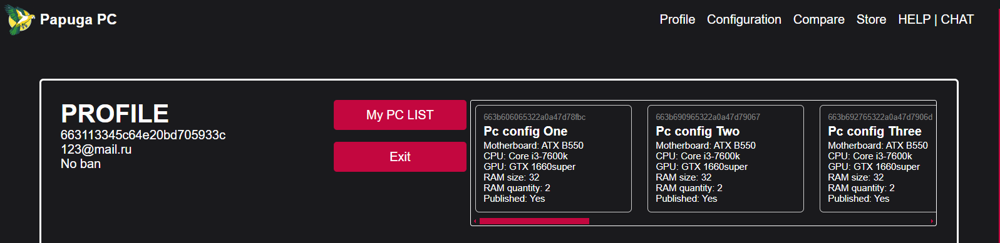 Papuga PC
Profile Configuration Compare Store HELP | CHAT
PROFILE
663113345c64e20bd705933c
123@mail.ru
No ban
My PC LIST
Exit
663b606065322a0a47d78fbc
Pc config One
Motherboard: ATX B550
CPU: Core i3-7600k
GPU: GTX 1660super
RAM size: 32
RAM quantity: 2
Published: Yes
663b690965322a0a47d79067
Pc config Two
Motherboard: ATX B550
CPU: Core i3-7600k
GPU: GTX 1660super
RAM size: 32
RAM quantity: 2
Published: Yes
663b692765322a0a47d7906d
Pc config Three
Motherboard: ATX B550
CPU: Core i3-7600k
GPU: GTX 1660super
RAM size: 32
RAM quantity: 2
Published: Yes